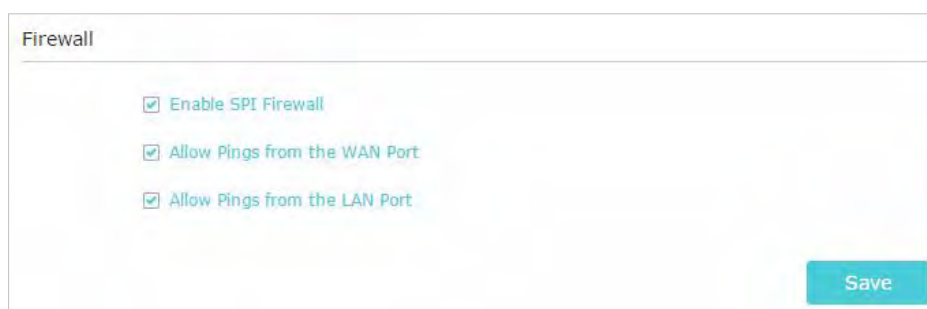 Firewall
Enable SPI Firewall
Allow Pings from the WAN Port
Allow Pings from the LAN Port
Save